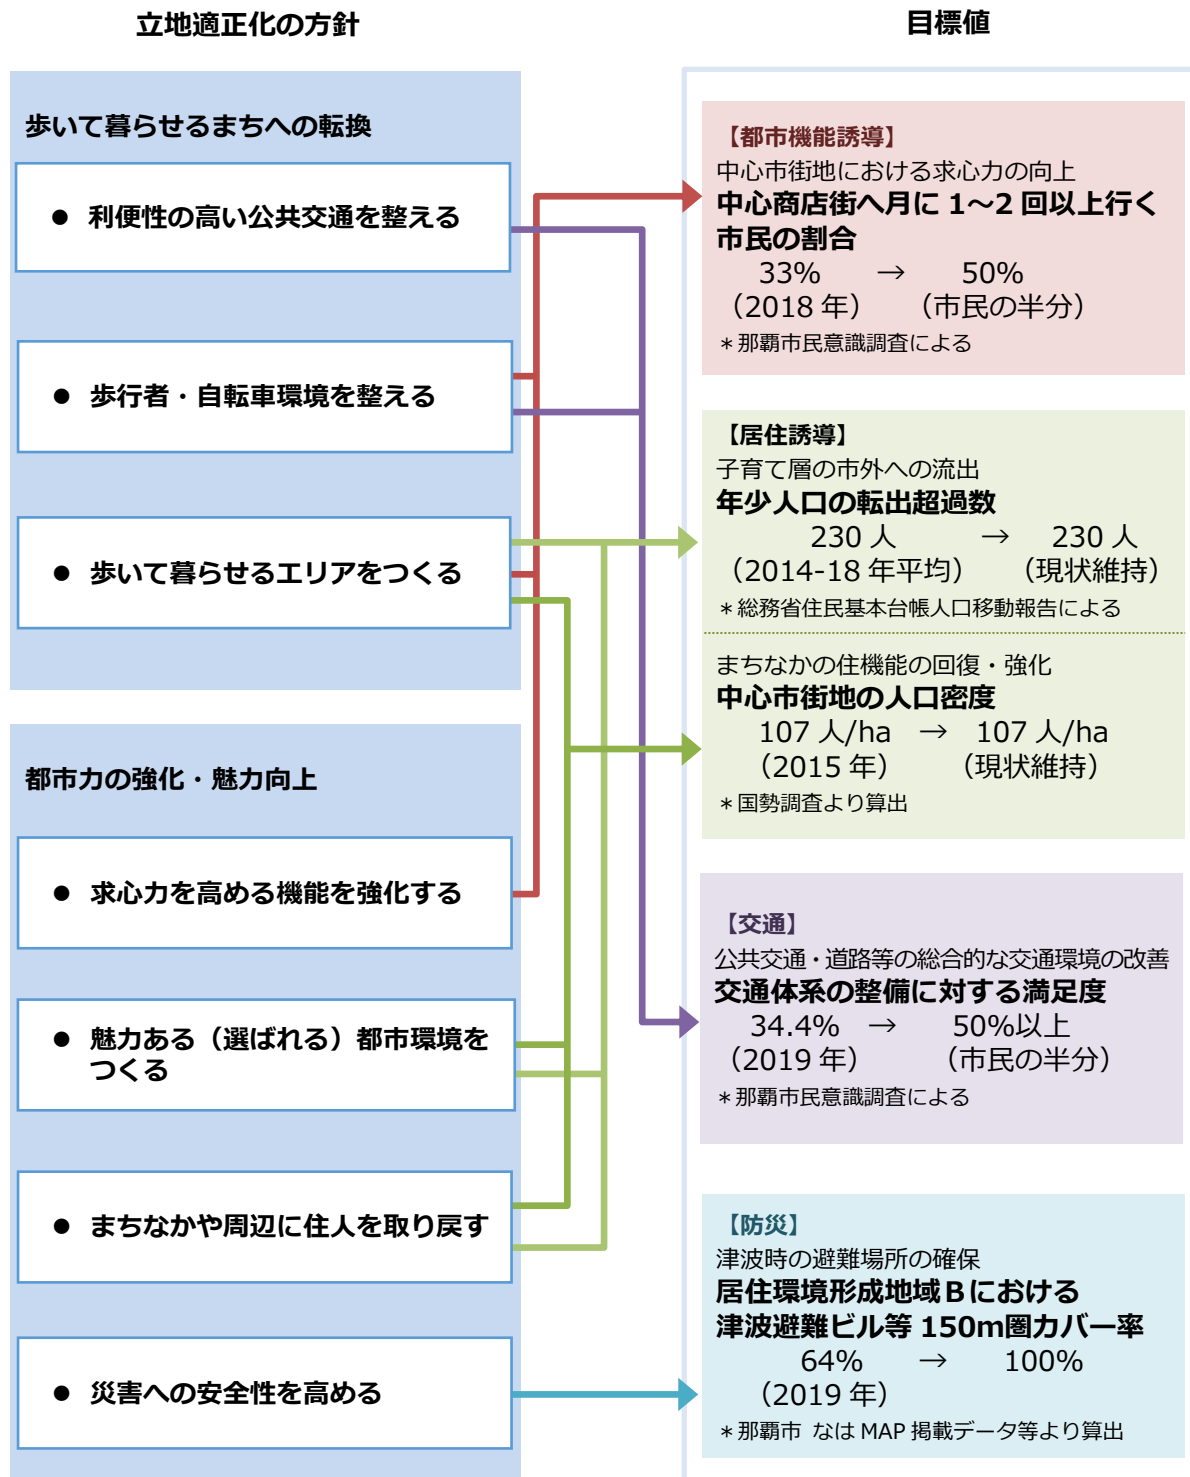 立地適正化の方針
歩いて暮らせるまちへの転換
● 利便性の高い公共交通を整える
● 歩行者・自転車環境を整える
● 歩いて暮らせるエリアをつくる
都市力の強化・魅力向上
● 求心力を高める機能を強化する
● 魅力ある（選ばれる）都市環境を
つくる
● まちなかや周辺に住人を取り戻す
● 災害への安全性を高める
目標値
【都市機能誘導】
中心市街地における求心力の向上
中心商店街へ月に 1～2 回以上行く
市民の割合
33% → 50%
（2018 年） （市民の半分）
＊那覇市民意識調査による
【居住誘導】
子育て層の市外への流出
年少人口の転出超過数
230 人 → 230 人
（2014-18 年平均） （現状維持）
＊総務省住民基本台帳人口移動報告による
まちなかの住機能の回復・強化
中心市街地の人口密度
107 人/ha → 107 人/ha
（2015 年） （現状維持）
＊国勢調査より算出
【交通】
公共交通・道路等の総合的な交通環境の改善
交通体系の整備に対する満足度
34.4% → 50%以上
（2019 年） （市民の半分）
＊那覇市民意識調査による
【防災】
津波時の避難場所の確保
居住環境形成地域Ｂにおける
津波避難ビル等 150m圏カバー率
64% → 100%
（2019 年）
＊那覇市 なは MAP 掲載データ等より算出